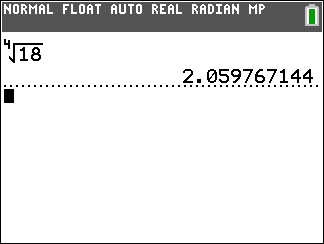 NORMAL FLOAT AUTO REAL RADIAN MP
⁴√18
2.059767144